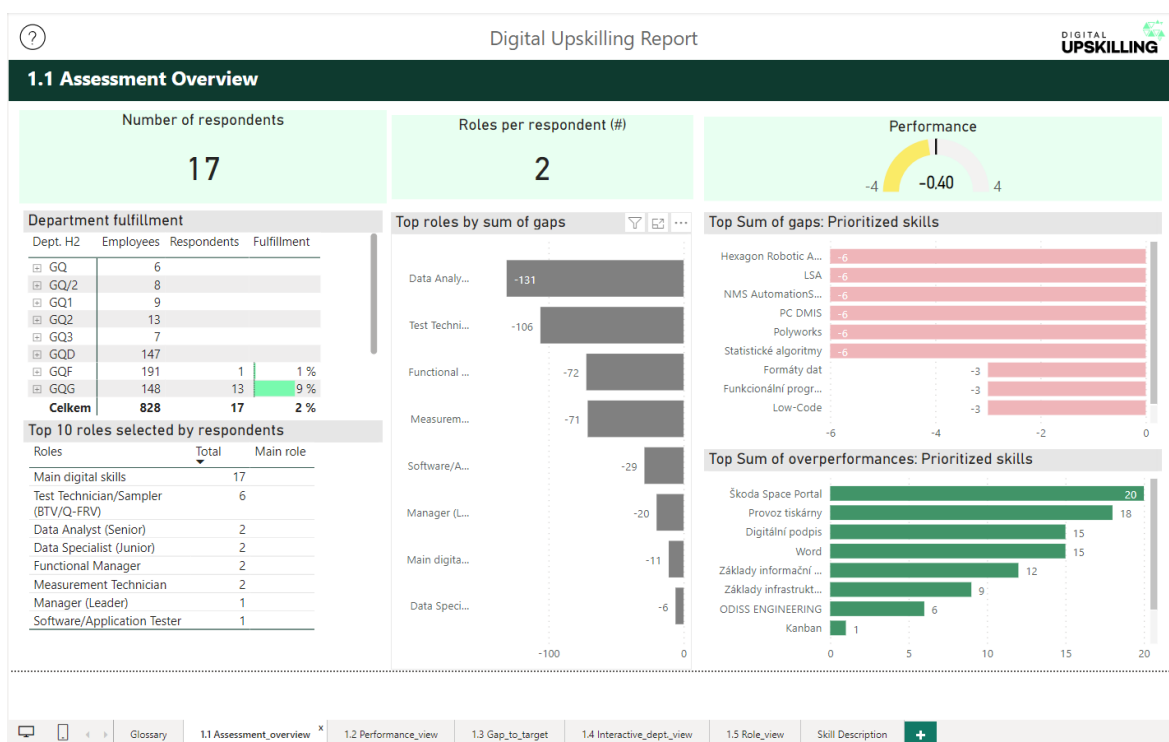 ?
Digital Upskilling Report
DIGITAL
UPSKILLING
1.1 Assessment Overview
Number of respondents
17
Roles per respondent (#)
2
Performance
-4
-0,40
4
Department fulfillment
Dept. H2 Employees Respondents Fulfillment
GQ 6
GQ/2 8
GQ1 9
GQ2 13
GQ3 7
GQD 147
GQF 191 1 1 %
GQG 148 13 9 %
Celkem 828 17 2 %
Top 10 roles selected by respondents
Roles Total Main role
Main digital skills 17
Test Technician/Sampler 6
(BTV/Q-FRV)
Data Analyst (Senior) 2
Data Specialist (Junior) 2
Functional Manager 2
Measurement Technician 2
Manager (Leader) 1
Software/Application Tester 1
Top roles by sum of gaps
Data Analy... -131
Test Techni... -106
Functional ... -72
Measurem... -71
Software/A... -29
Manager (L... -20
Main digita... -11
Data Speci... -6
-100 0
Top Sum of gaps: Prioritized skills
Hexagon Robotic A... -6
LSA -6
NMS AutomationS... -6
PC DMIS -6
Polyworks -6
Statistické algoritmy -6
Formáty dat -3
Funkcionální progr... -3
Low-Code -3
-6 -4 -2 0
Top Sum of overperformances: Prioritized skills
Škoda Space Portal 20
Provoz tiskárny 18
Digitální podpis 15
Word 15
Základy informační ... 12
Základy infrastrukt... 9
ODISS ENGINEERING 6
Kanban 1
0 5 10 15 20
Glossary 1.1 Assessment_overview x 1.2 Performance_view 1.3 Gap_to_target 1.4 Interactive_dept._view 1.5 Role_view Skill Description +